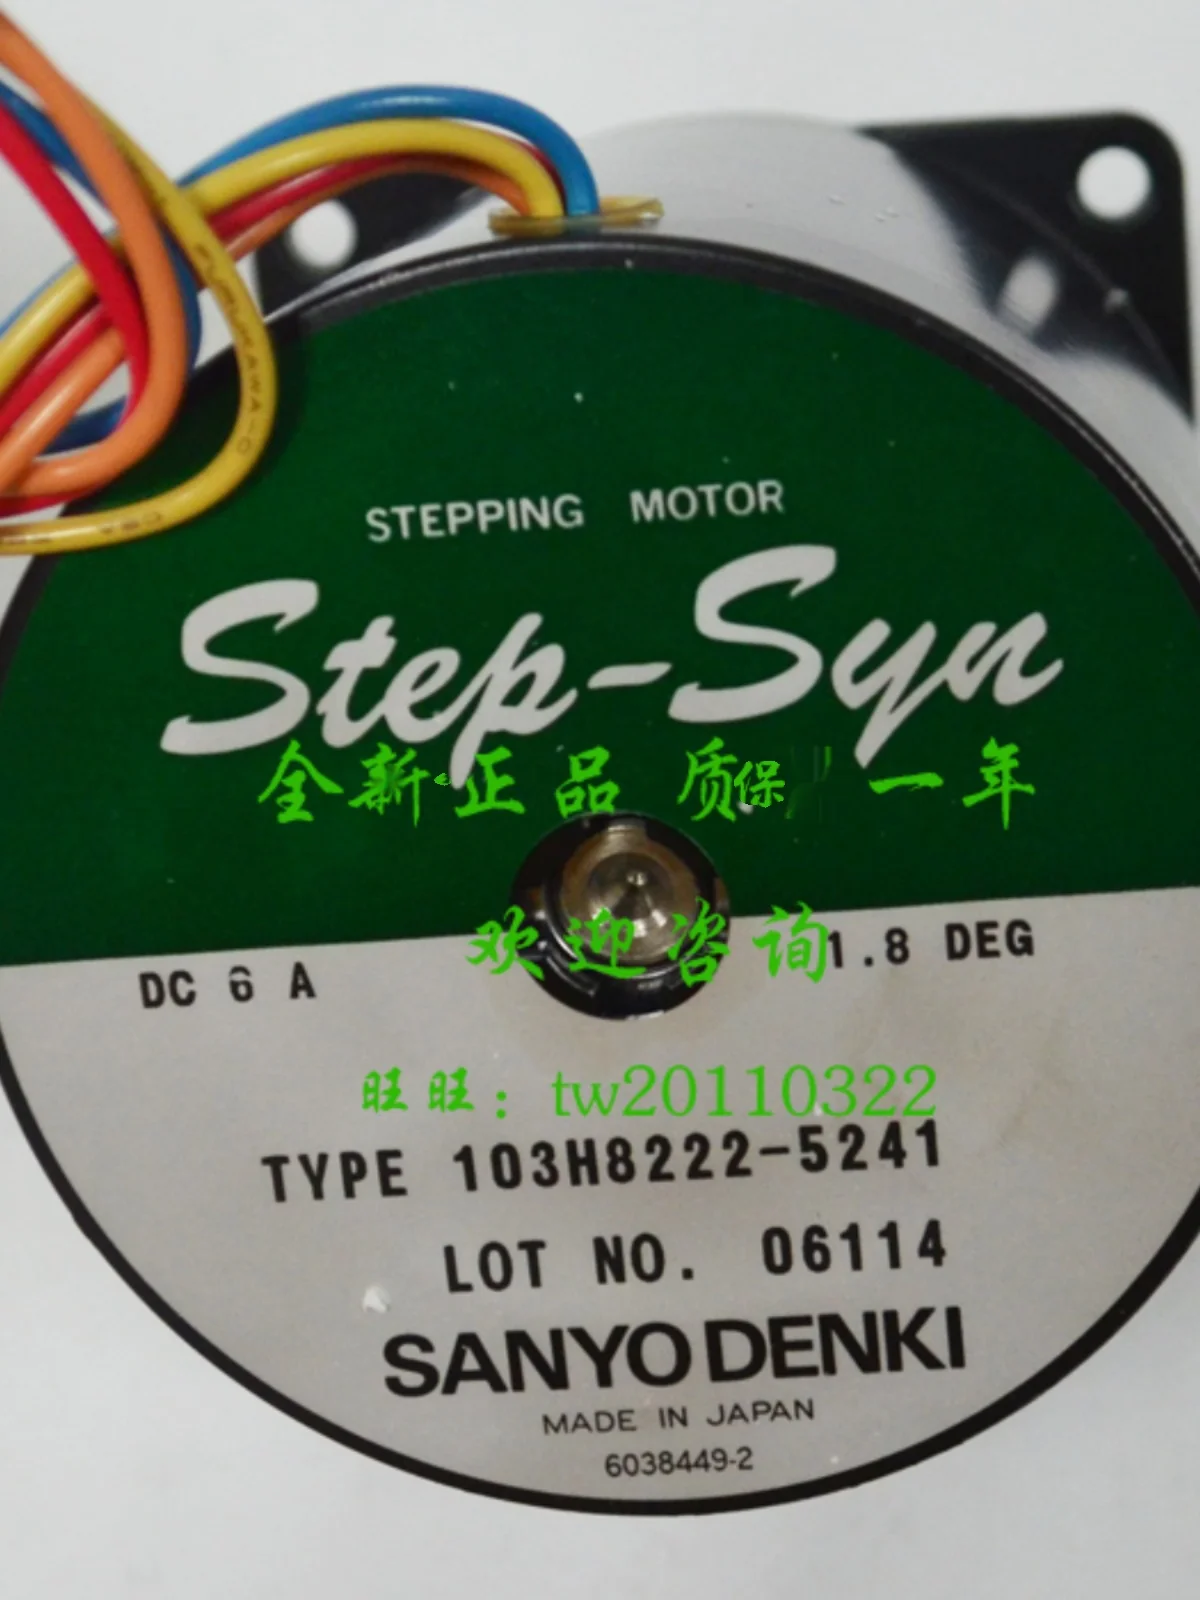 STEPPING MOTOR
Step-Syn
全新 正品 质保 一年
欢迎咨询
DC 6 A 1.8 DEG
旺旺: tw20110322
TYPE 103H8222-5241
LOT NO. 06114
SANYO DENKI
MADE IN JAPAN
6038449-2